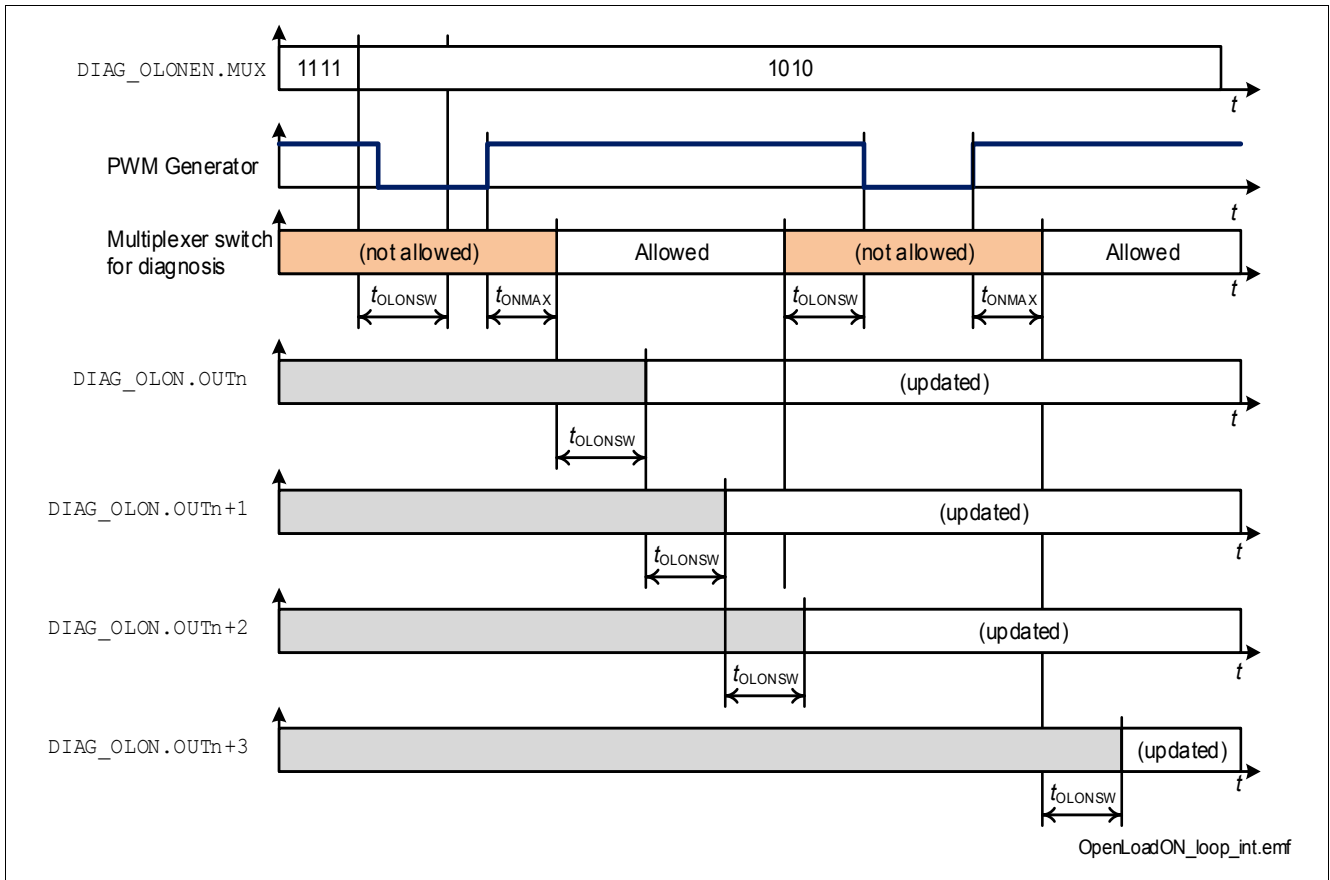 DIAG_OLONEN.MUX 1111 1010
t
PWM Generator
t
Multiplexer switch
for diagnosis
(not allowed) Allowed (not allowed) Allowed
t
tOLONSW tONMAX tOLONSW tONMAX
DIAG_OLON.OUTn (updated)
t
tOLONSW
DIAG_OLON.OUTn+1 (updated)
t
tOLONSW
DIAG_OLON.OUTn+2 (updated)
t
tOLONSW
DIAG_OLON.OUTn+3 (updated)
t
tOLONSW
OpenLoadON_loop_int.emf